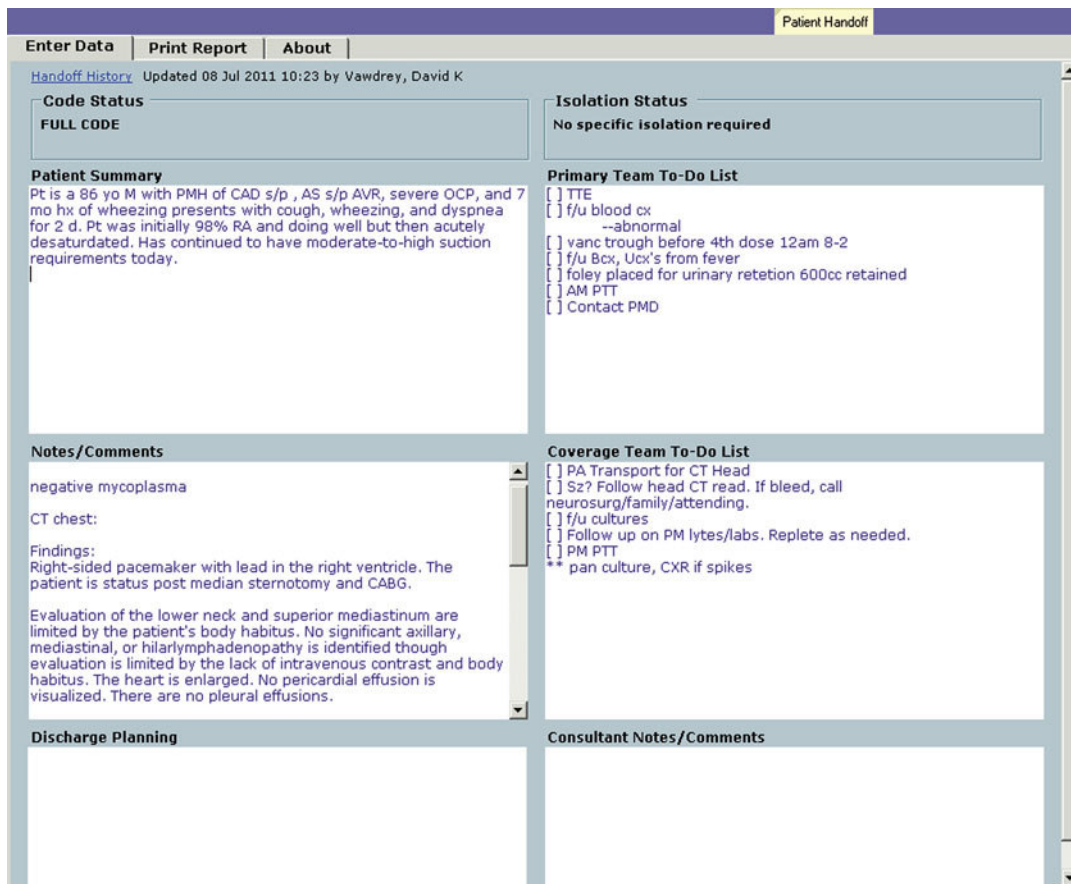 Patient Handoff
Enter Data
Print Report
About
Handoff History Updated 08 Jul 2011 10:23 by Vawdrey, David K
Code Status
FULL CODE
Isolation Status
No specific isolation required
Patient Summary
Pt is a 86 yo M with PMH of CAD s/p , AS s/p AVR, severe OCP, and 7
mo hx of wheezing presents with cough, wheezing, and dyspnea
for 2 d. Pt was initially 98% RA and doing well but then acutely
desaturdated. Has continued to have moderate-to-high suction
requirements today.
Primary Team To-Do List
[ ] TTE
[ ] f/u blood cx
--abnormal
[ ] vanc trough before 4th dose 12am 8-2
[ ] f/u Bcx, Ucx's from fever
[ ] foley placed for urinary retetion 600cc retained
[ ] AM PTT
[ ] Contact PMD
Notes/Comments
negative mycoplasma
CT chest:
Findings:
Right-sided pacemaker with lead in the right ventricle. The
patient is status post median sternotomy and CABG.
Evaluation of the lower neck and superior mediastinum are
limited by the patient's body habitus. No significant axillary,
mediastinal, or hilarlymphadenopathy is identified though
evaluation is limited by the lack of intravenous contrast and body
habitus. The heart is enlarged. No pericardial effusion is
visualized. There are no pleural effusions.
Coverage Team To-Do List
[ ] PA Transport for CT Head
[ ] Sz? Follow head CT read. If bleed, call
neurosurg/family/attending.
[ ] f/u cultures
[ ] Follow up on PM lytes/labs. Replete as needed.
[ ] PM PTT
** pan culture, CXR if spikes
Discharge Planning
Consultant Notes/Comments